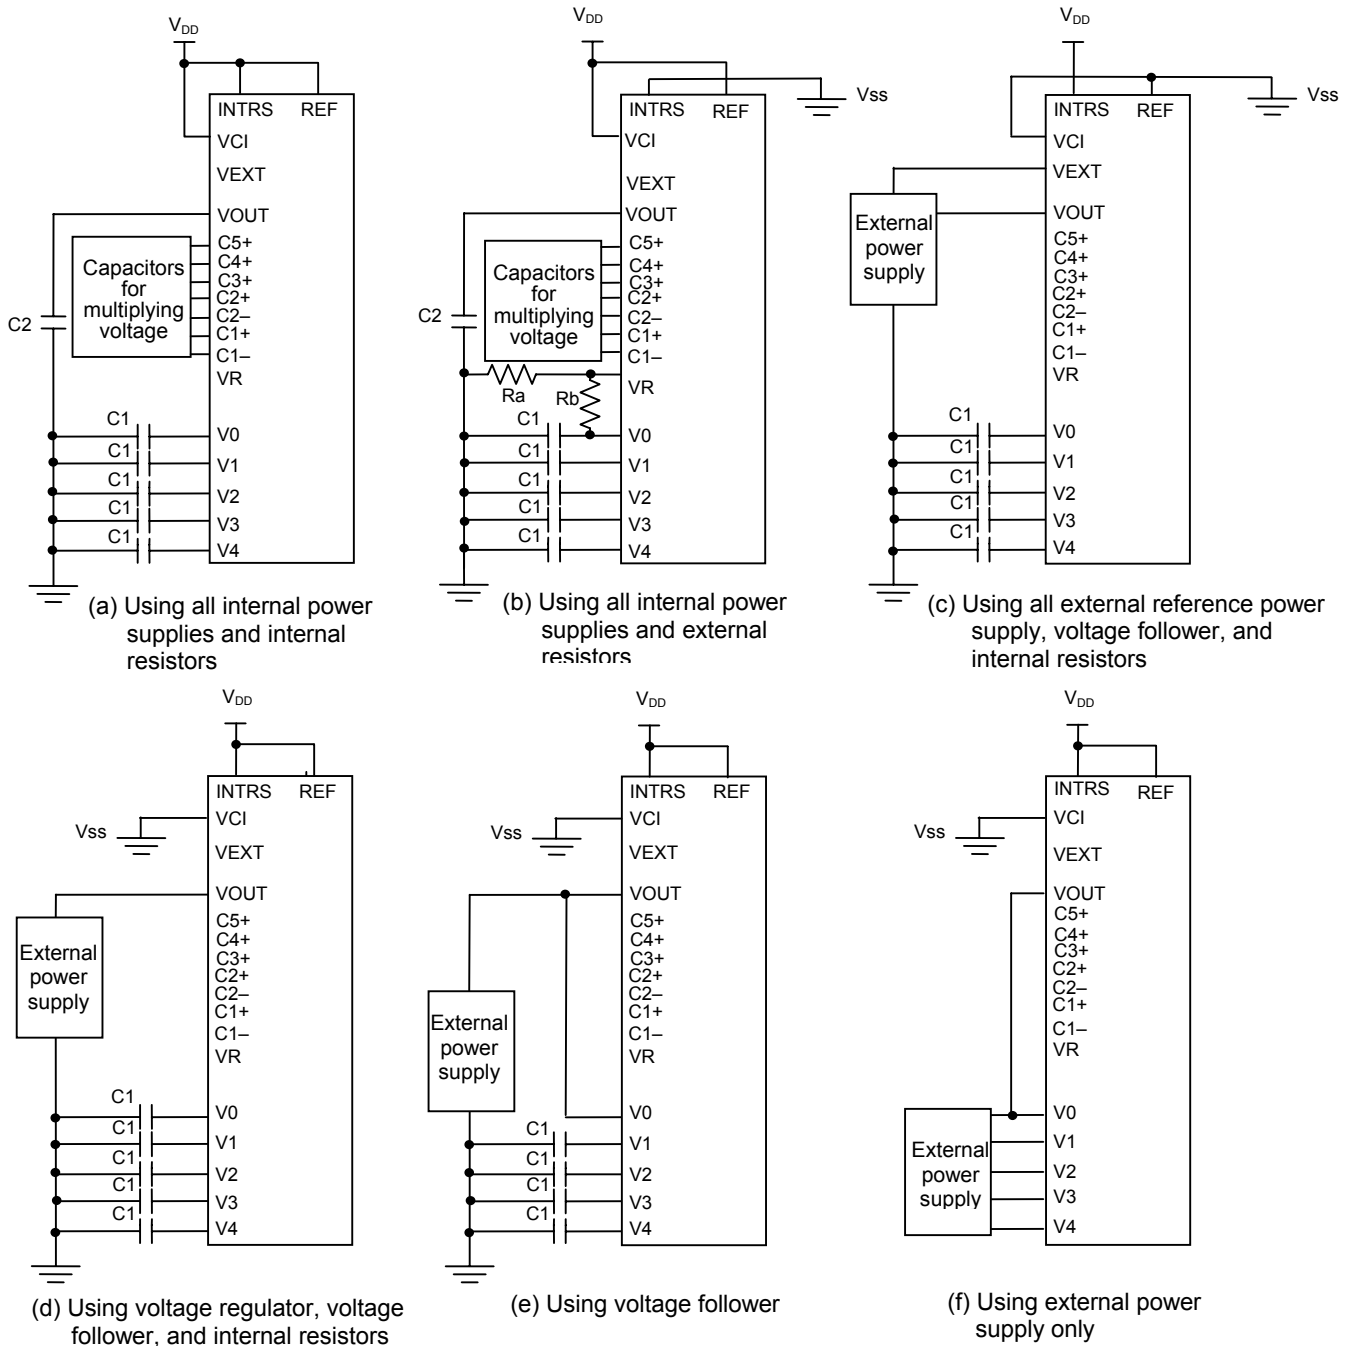 V_DD
INTRS REF
VCI
VEXT
VOUT
C5+
C4+
C3+
C2+
C2–
C1+
C1–
VR
Capacitors
for
multiplying
voltage
C2
C1
V0
C1
V1
C1
V2
C1
V3
C1
V4
(a) Using all internal power
supplies and internal
resistors
V_DD
Vss
INTRS REF
VCI
VEXT
VOUT
C5+
C4+
C3+
C2+
C2–
C1+
C1–
Capacitors
for
multiplying
voltage
C2
Ra
Rb
VR
C1
V0
C1
V1
C1
V2
C1
V3
C1
V4
(b) Using all internal power
supplies and external
resistors
V_DD
Vss
INTRS REF
VCI
VEXT
VOUT
External
power
supply
C5+
C4+
C3+
C2+
C2–
C1+
C1–
VR
C1
V0
C1
V1
C1
V2
C1
V3
C1
V4
(c) Using all external reference power
supply, voltage follower, and
internal resistors
V_DD
INTRS REF
VCI
Vss
VEXT
VOUT
External
power
supply
C5+
C4+
C3+
C2+
C2–
C1+
C1–
VR
C1
V0
C1
V1
C1
V2
C1
V3
C1
V4
(d) Using voltage regulator, voltage
follower, and internal resistors
V_DD
INTRS REF
VCI
Vss
VEXT
VOUT
C5+
C4+
C3+
C2+
C2–
C1+
C1–
VR
External
power
supply
V0
C1
V1
C1
V2
C1
V3
C1
V4
(e) Using voltage follower
V_DD
INTRS REF
VCI
Vss
VEXT
VOUT
C5+
C4+
C3+
C2+
C2–
C1+
C1–
VR
External
power
supply
V0
V1
V2
V3
V4
(f) Using external power
supply only